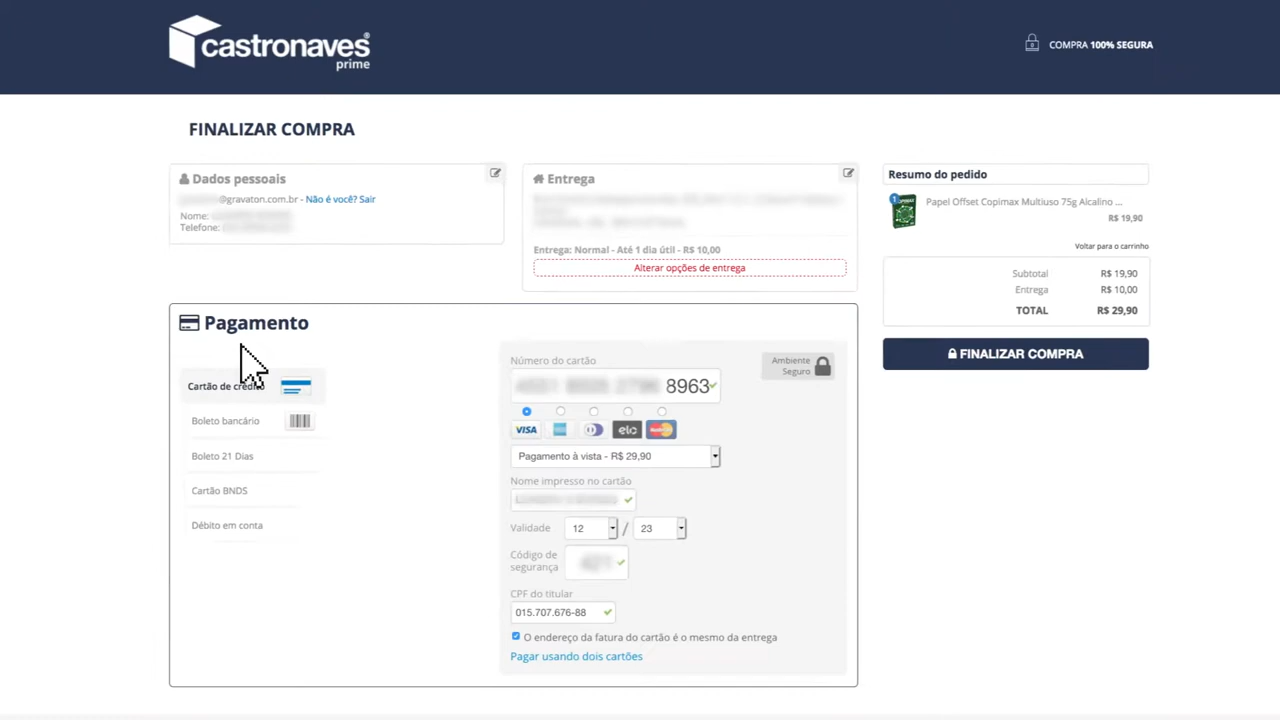 castronaves®
prime
COMPRA 100% SEGURA
FINALIZAR COMPRA
Dados pessoais
@gravaton.com.br - Não é você? Sair
Nome:
Telefone:
Entrega
Entrega: Normal - Até 1 dia útil - R$ 10,00
Alterar opções de entrega
Resumo do pedido
1
Papel Offset Copimax Multiuso 75g Alcalino ...
R$ 19,90
Voltar para o carrinho
Subtotal R$ 19,90
Entrega R$ 10,00
TOTAL R$ 29,90
FINALIZAR COMPRA
Pagamento
Cartão de crédito
Boleto bancário
Boleto 21 Dias
Cartão BNDS
Débito em conta
Número do cartão
Ambiente
Seguro
8963
VISA
elo
Pagamento à vista - R$ 29,90
Nome impresso no cartão
Validade 12 / 23
Código de
segurança
CPF do titular
015.707.676-88
O endereço da fatura do cartão é o mesmo da entrega
Pagar usando dois cartões